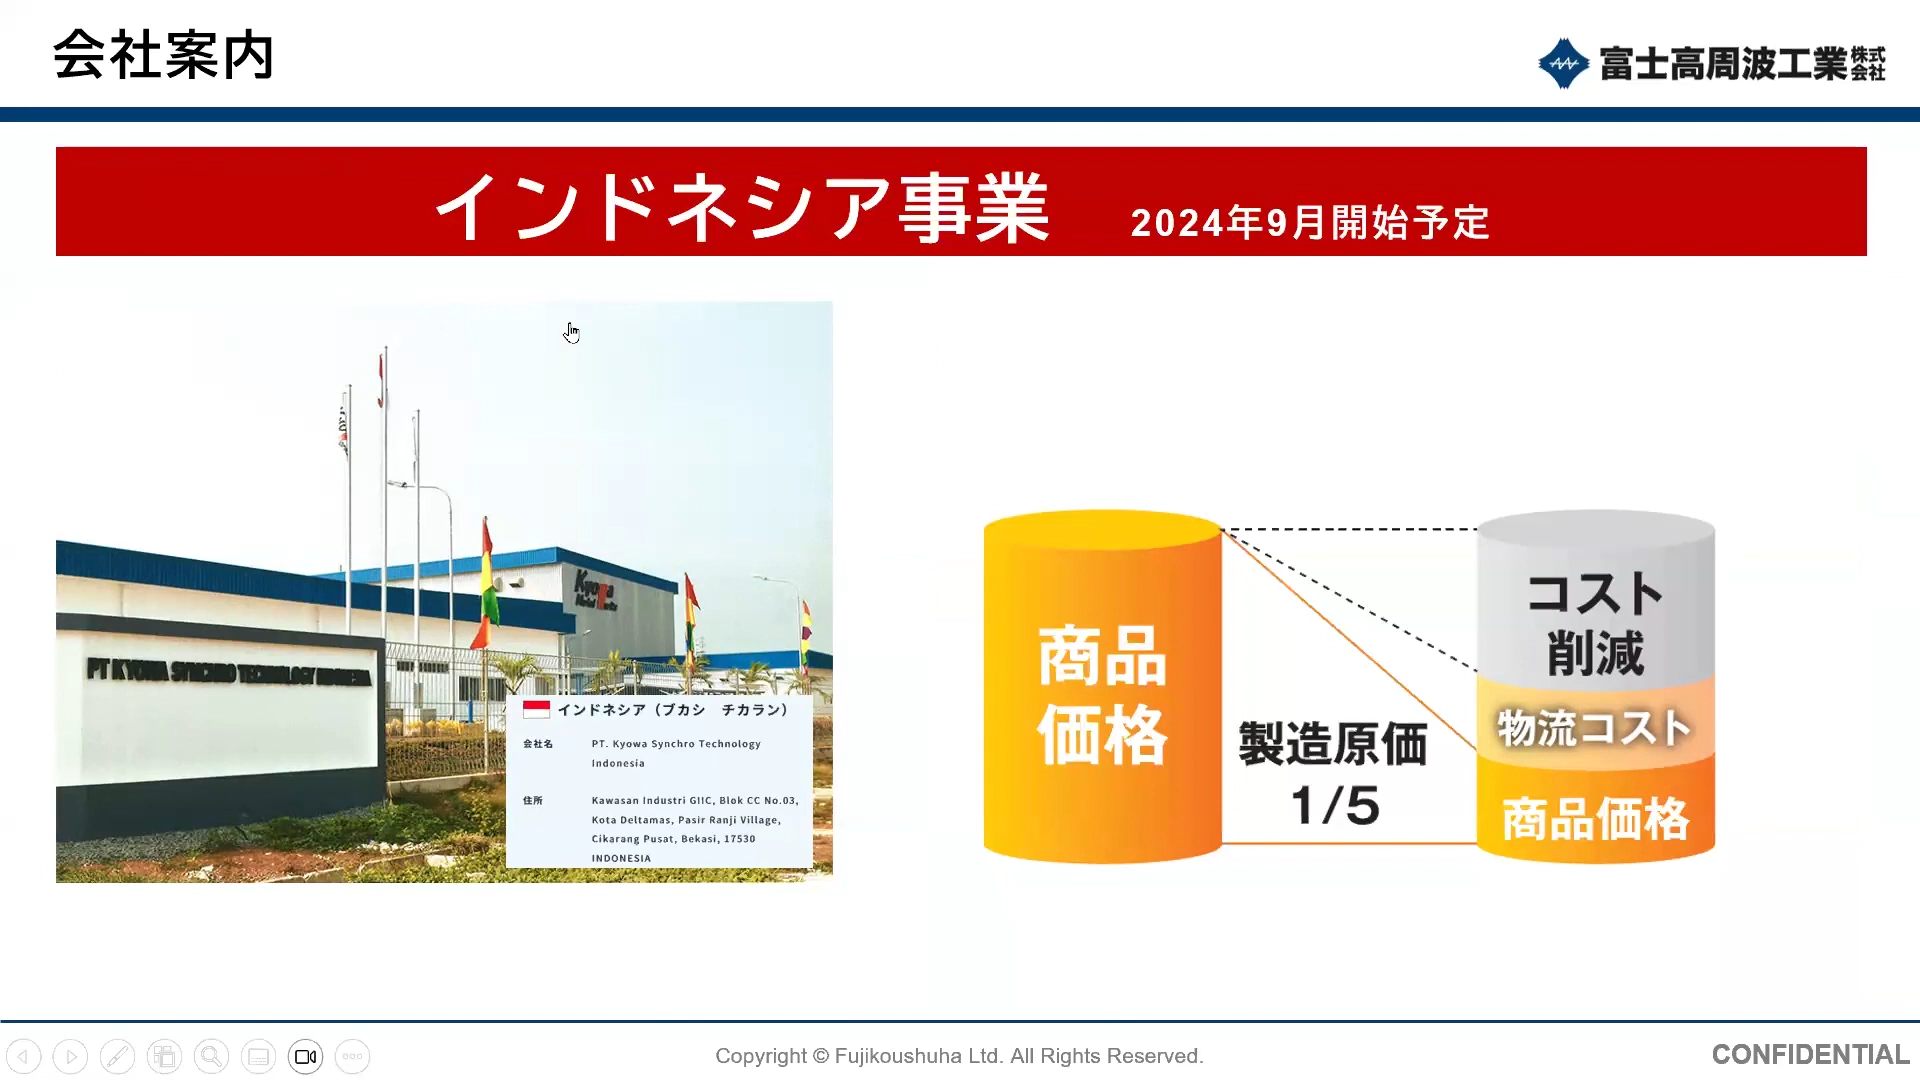 会社案内
富士高周波工業株式会社
インドネシア事業 2024年9月開始予定
Kyowa
PT KYOWA SYNCHRO TECHNOLOGY INDONESIA
インドネシア（ブカシ　チカラン）
会社名 PT. Kyowa Synchro Technology
Indonesia
住所 Kawasan Industri GIIC, Blok CC No.03,
Kota Deltamas, Pasir Ranji Village,
Cikarang Pusat, Bekasi, 17530
INDONESIA
商品
価格
製造原価
1/5
コスト
削減
物流コスト
商品価格
Copyright © Fujikoushuha Ltd. All Rights Reserved.
CONFIDENTIAL